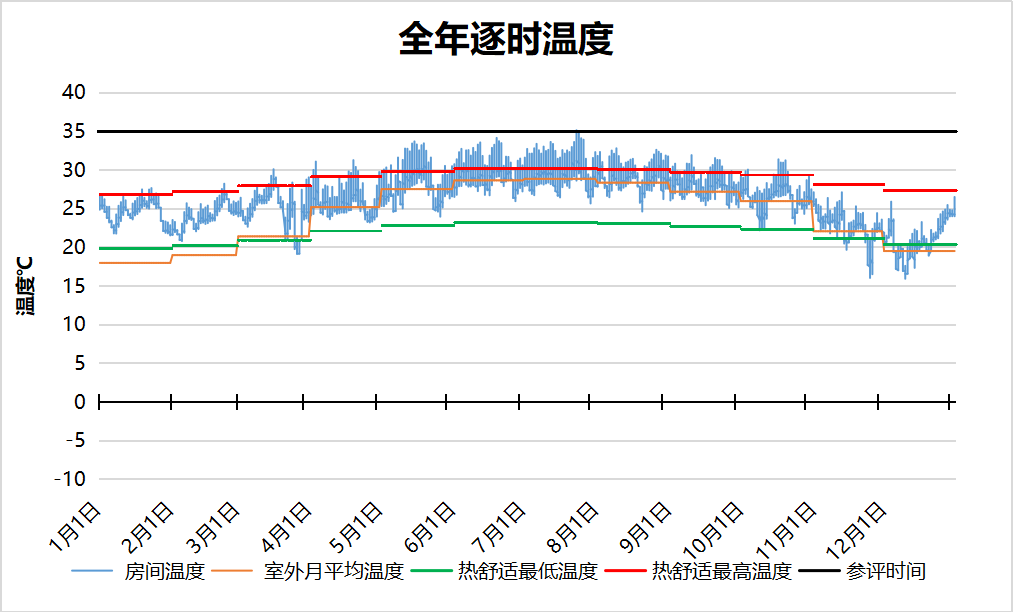 全年逐时温度
40
35
30
25
20
15
10
5
0
-5
-10
温度℃
1月1日
2月1日
3月1日
4月1日
5月1日
6月1日
7月1日
8月1日
9月1日
10月1日
11月1日
12月1日
房间温度 室外月平均温度 热舒适最低温度 热舒适最高温度 参评时间